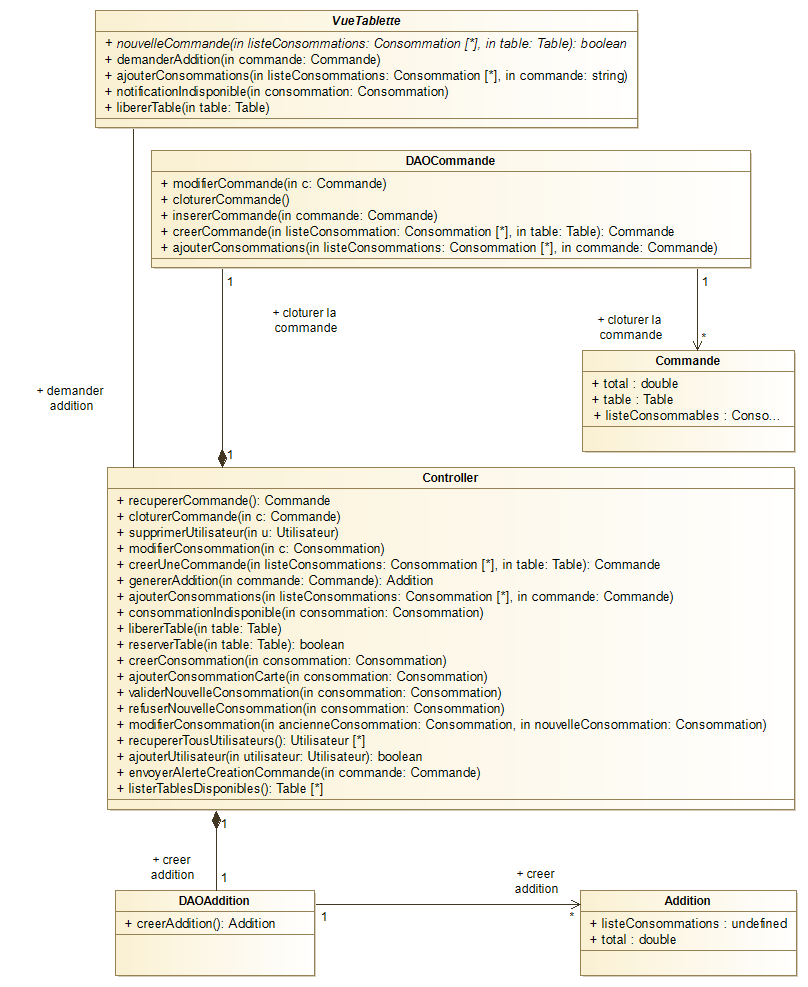 VueTablette
+ nouvelleCommande(in listeConsommations: Consommation [*], in table: Table): boolean
+ demanderAddition(in commande: Commande)
+ ajouterConsommations(in listeConsommations: Consommation [*], in commande: string)
+ notificationIndisponible(in consommation: Consommation)
+ libererTable(in table: Table)
DAOCommande
+ modifierCommande(in c: Commande)
+ cloturerCommande()
+ insererCommande(in commande: Commande)
+ creerCommande(in listeConsommation: Consommation [*], in table: Table): Commande
+ ajouterConsommations(in listeConsommations: Consommation [*], in commande: Commande)
1
1
+ cloturer la
commande
+ cloturer la
commande
*
Commande
+ total : double
+ table : Table
+ listeConsommables : Conso...
+ demander
addition
1
Controller
+ recupererCommande(): Commande
+ cloturerCommande(in c: Commande)
+ supprimerUtilisateur(in u: Utilisateur)
+ modifierConsommation(in c: Consommation)
+ creerUneCommande(in listeConsommations: Consommation [*], in table: Table): Commande
+ genererAddition(in commande: Commande): Addition
+ ajouterConsommations(in listeConsommations: Consommation [*], in commande: Commande)
+ consommationIndisponible(in consommation: Consommation)
+ libererTable(in table: Table)
+ reserverTable(in table: Table): boolean
+ creerConsommation(in consommation: Consommation)
+ ajouterConsommationCarte(in consommation: Consommation)
+ validerNouvelleConsommation(in consommation: Consommation)
+ refuserNouvelleConsommation(in consommation: Consommation)
+ modifierConsommation(in ancienneConsommation: Consommation, in nouvelleConsommation: Consommation)
+ recupererTousUtilisateurs(): Utilisateur [*]
+ ajouterUtilisateur(in utilisateur: Utilisateur): boolean
+ envoyerAlerteCreationCommande(in commande: Commande)
+ listerTablesDisponibles(): Table [*]
1
+ creer
addition
1
+ creer
addition
DAOAddition
+ creerAddition(): Addition
1
*
Addition
+ listeConsommations : undefined
+ total : double